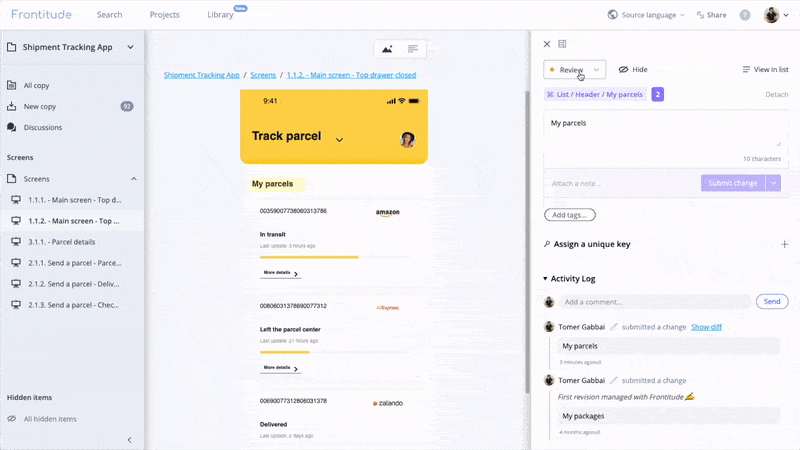 Frontitude
Search
Projects
Library
New
Source language
Share
?
Shipment Tracking App
All copy
New copy
92
Discussions
Screens
Screens
1.1.1. - Main screen - Top d...
1.1.2. - Main screen - Top ...
3.1.1. - Parcel details
2.1.1. Send a parcel - Parce...
2.1.2. Send a parcel - Deliv...
2.1.3. Send a parcel - Chec...
Hidden items
All hidden items
Shipment Tracking App / Screens / 1.1.2. - Main screen - Top drawer closed
9:41
Track parcel
My parcels
00359007738060313786
amazon
In transit
Last update: 5 hours ago
More details
00806031378690077312
AliExpress
Left the parcel center
Last update: 21 hours ago
More details
00690077312806031378
zalando
Delivered
Last update: 2 days ago
Review
Hide
View in list
List / Header / My parcels
2
Detach
My parcels
10 characters
Attach a note...
Submit change
Add tags...
Assign a unique key
Activity Log
Add a comment...
Send
Tomer Gabbai submitted a change Show diff
My parcels
3 minutes agonull
Tomer Gabbai submitted a change
First revision managed with Frontitude ✍
My packages
4 months agonull